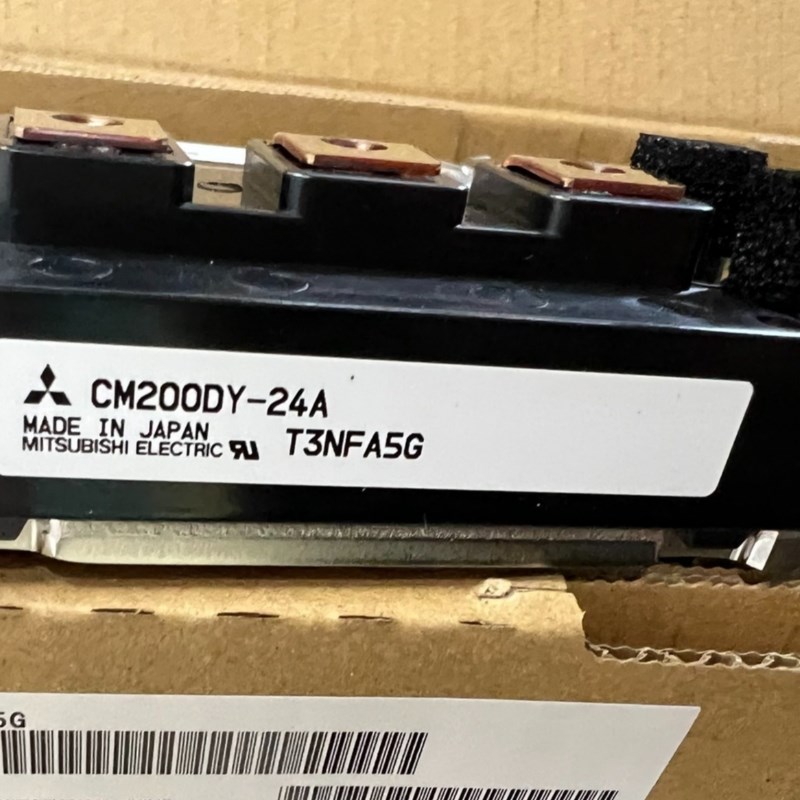 CM200DY-24A
MADE IN JAPAN
MITSUBISHI ELECTRIC
T3NFA5G
5G